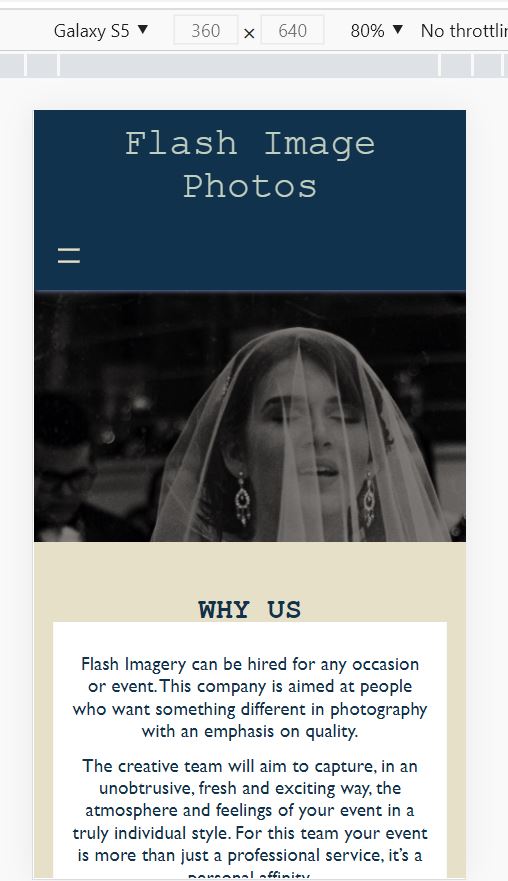 Galaxy S5 ▼ 360 × 640 80% ▼ No throttlin
Flash Image
Photos
WHY US
Flash Imagery can be hired for any occasion
or event. This company is aimed at people
who want something different in photography
with an emphasis on quality.
The creative team will aim to capture, in an
unobtrusive, fresh and exciting way, the
atmosphere and feelings of your event in a
truly individual style. For this team your event
is more than just a professional service, it's a
personal affinity